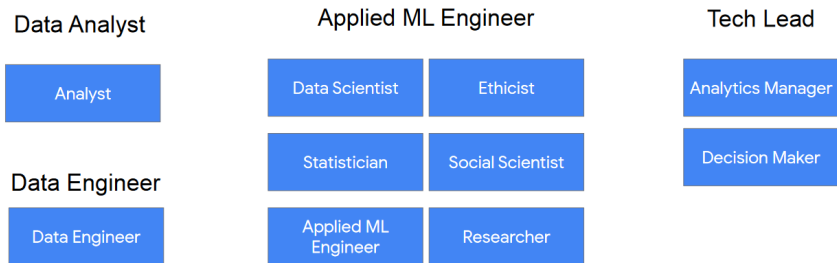 Data Analyst
Analyst
Data Engineer
Data Engineer
Applied ML Engineer
Data Scientist
Ethicist
Statistician
Social Scientist
Applied ML
Engineer
Researcher
Tech Lead
Analytics Manager
Decision Maker